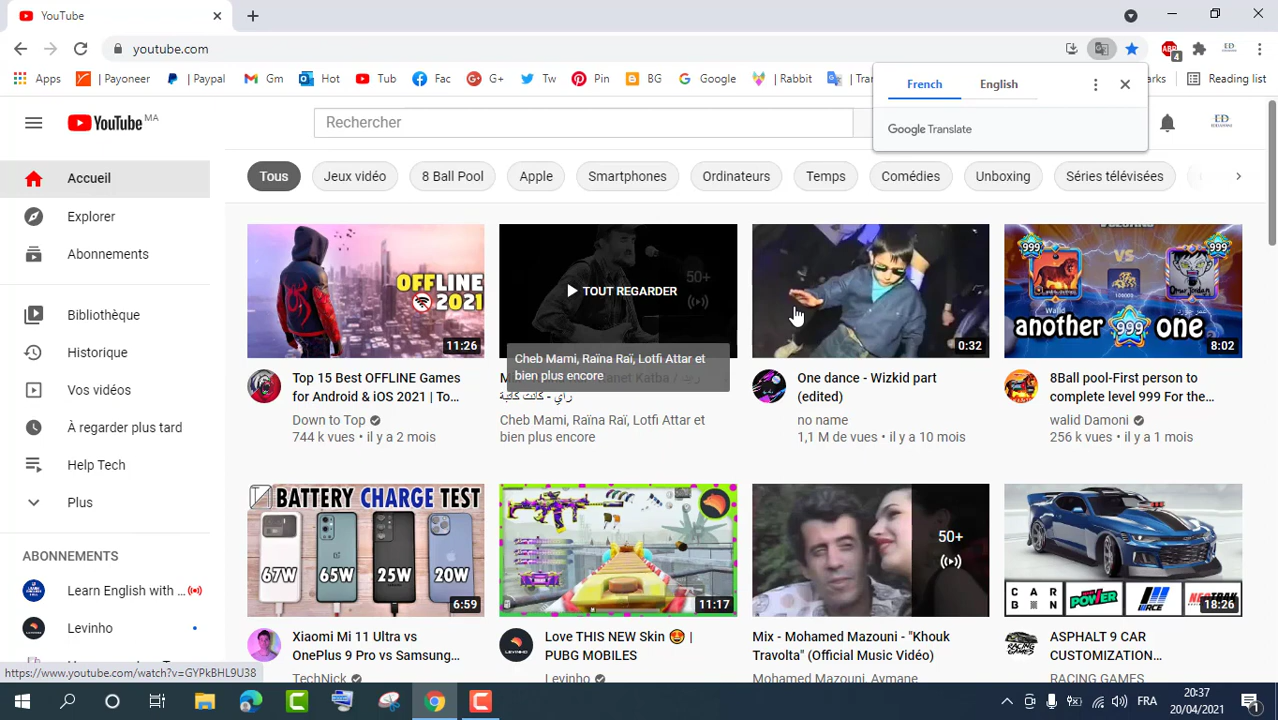 YouTube
youtube.com
Apps
Payoneer
Paypal
Gm
Hot
Tub
Fac
G+
Tw
Pin
BG
Google
Rabbit
Reading list
French
English
Google Translate
YouTube MA
Rechercher
Accueil
Explorer
Abonnements
Bibliothèque
Historique
Vos vidéos
À regarder plus tard
Help Tech
Plus
ABONNEMENTS
Learn English with ...
Levinho
Tous
Jeux vidéo
8 Ball Pool
Apple
Smartphones
Ordinateurs
Temps
Comédies
Unboxing
Séries télévisées
OFFLINE
2021
11:26
Top 15 Best OFFLINE Games
for Android & iOS 2021 | To…
Down to Top
744 k vues • il y a 2 mois
50+
TOUT REGARDER
Cheb Mami, Raïna Raï, Lotfi Attar et
bien plus encore
راي - كانت كاتبة
Cheb Mami, Raïna Raï, Lotfi Attar et
bien plus encore
0:32
One dance - Wizkid part
(edited)
no name
1,1 M de vues • il y a 10 mois
999
VS
999
Walid
100000
another 999 one
8:02
8Ball pool-First person to
complete level 999 For the…
walid Damoni
256 k vues • il y a 1 mois
BATTERY CHARGE TEST
67W
65W
25W
20W
6:59
Xiaomi Mi 11 Ultra vs
OnePlus 9 Pro vs Samsung…
TechNick
11:17
Love THIS NEW Skin 🤩 |
PUBG MOBILES
Levinho
50+
Mix - Mohamed Mazouni - "Khouk
Travolta" (Official Music Vidéo)
Mohamed Mazouni, Aymane
CAR
BON
POWER
RACE
18:26
ASPHALT 9 CAR
CUSTOMIZATION…
RACING GAMES
https://www.youtube.com/watch?v=GYPkBHL9U38
FRA
20:37
20/04/2021